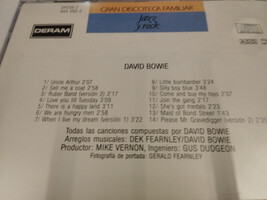 DERAM
GRAN DISCOTECA FAMILIAR
Jazz
y rock
DAVID BOWIE
1/ Uncle Arthur 2'07
2/ Sell me a coat 2'58
3/ Ruber Band (versión 2) 2'17
4/ Love you till Tuesday 3'09
5/ There is a happy land 3'11
6/ We are hungry men 2'58
7/ When I live my dream (versión 1) 3'22
8/ Little bombardier 3'24
9/ Silly boy blue 3'48
10/ Come and buy my toys 2'07
11/ Join the gang 2'17
12/ She's got medals 2'23
13/ Maid of Bond Street 1'43
14/ Please Mr. Gravedigger (versión 1) 2'
Todas las canciones compuestas por DAVID BOWIE
Arreglos musicales: DEK FEARNLEY/DAVID BOWIE
Productor: MIKE VERNON, Ingeniero: GUS DUDGEON
Fotografía de portada: GERALD FEARNLEY